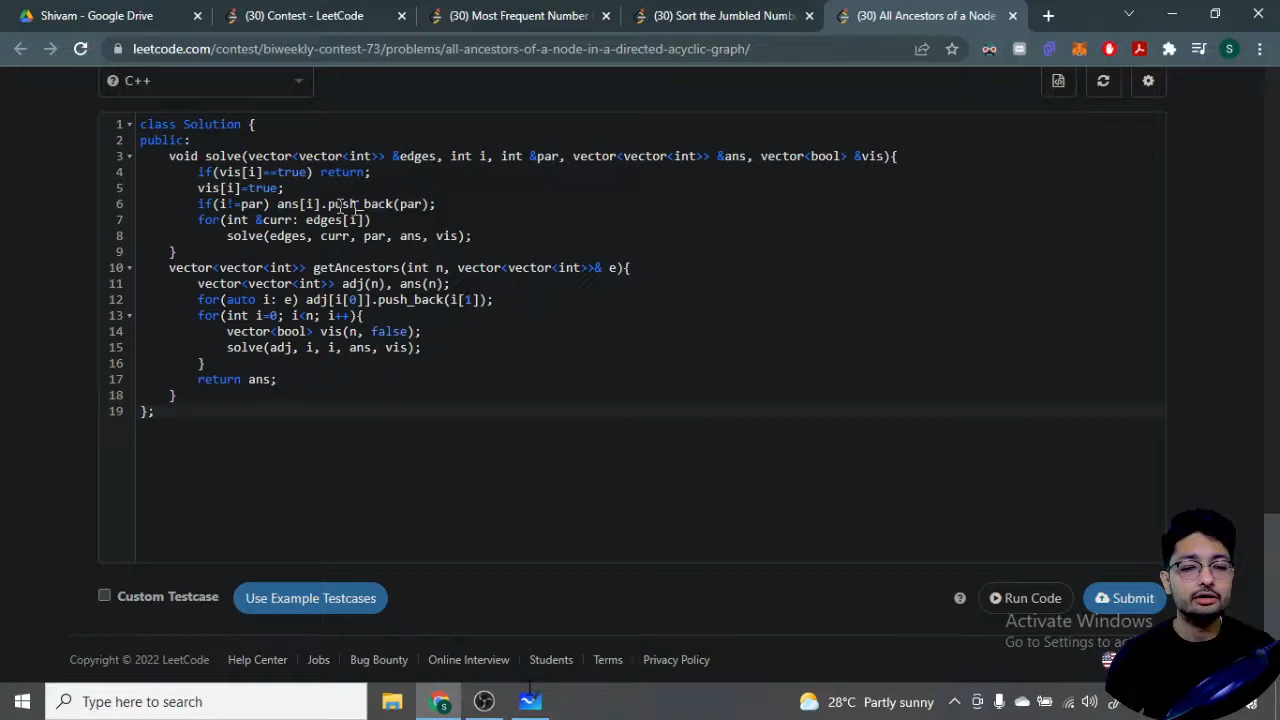 Shivam - Google Drive
(30) Contest - LeetCode
(30) Most Frequent Number
(30) Sort the Jumbled Numb
(30) All Ancestors of a Node
leetcode.com/contest/biweekly-contest-73/problems/all-ancestors-of-a-node-in-a-directed-acyclic-graph/
S
C++
1 class Solution {
2 public:
3 void solve(vector<vector<int>> &edges, int i, int &par, vector<vector<int>> &ans, vector<bool> &vis){
4 if(vis[i]==true) return;
5 vis[i]=true;
6 if(i!=par) ans[i].push_back(par);
7 for(int &curr: edges[i])
8 solve(edges, curr, par, ans, vis);
9 }
10 vector<vector<int>> getAncestors(int n, vector<vector<int>>& e){
11 vector<vector<int>> adj(n), ans(n);
12 for(auto i: e) adj[i[0]].push_back(i[1]);
13 for(int i=0; i<n; i++){
14 vector<bool> vis(n, false);
15 solve(adj, i, i, ans, vis);
16 }
17 return ans;
18 }
19 };
Custom Testcase
Use Example Testcases
Run Code
Submit
Activate Windows
Go to Settings to
Copyright © 2022 LeetCode
Help Center
Jobs
Bug Bounty
Online Interview
Students
Terms
Privacy Policy
Type here to search
28°C Partly sunny